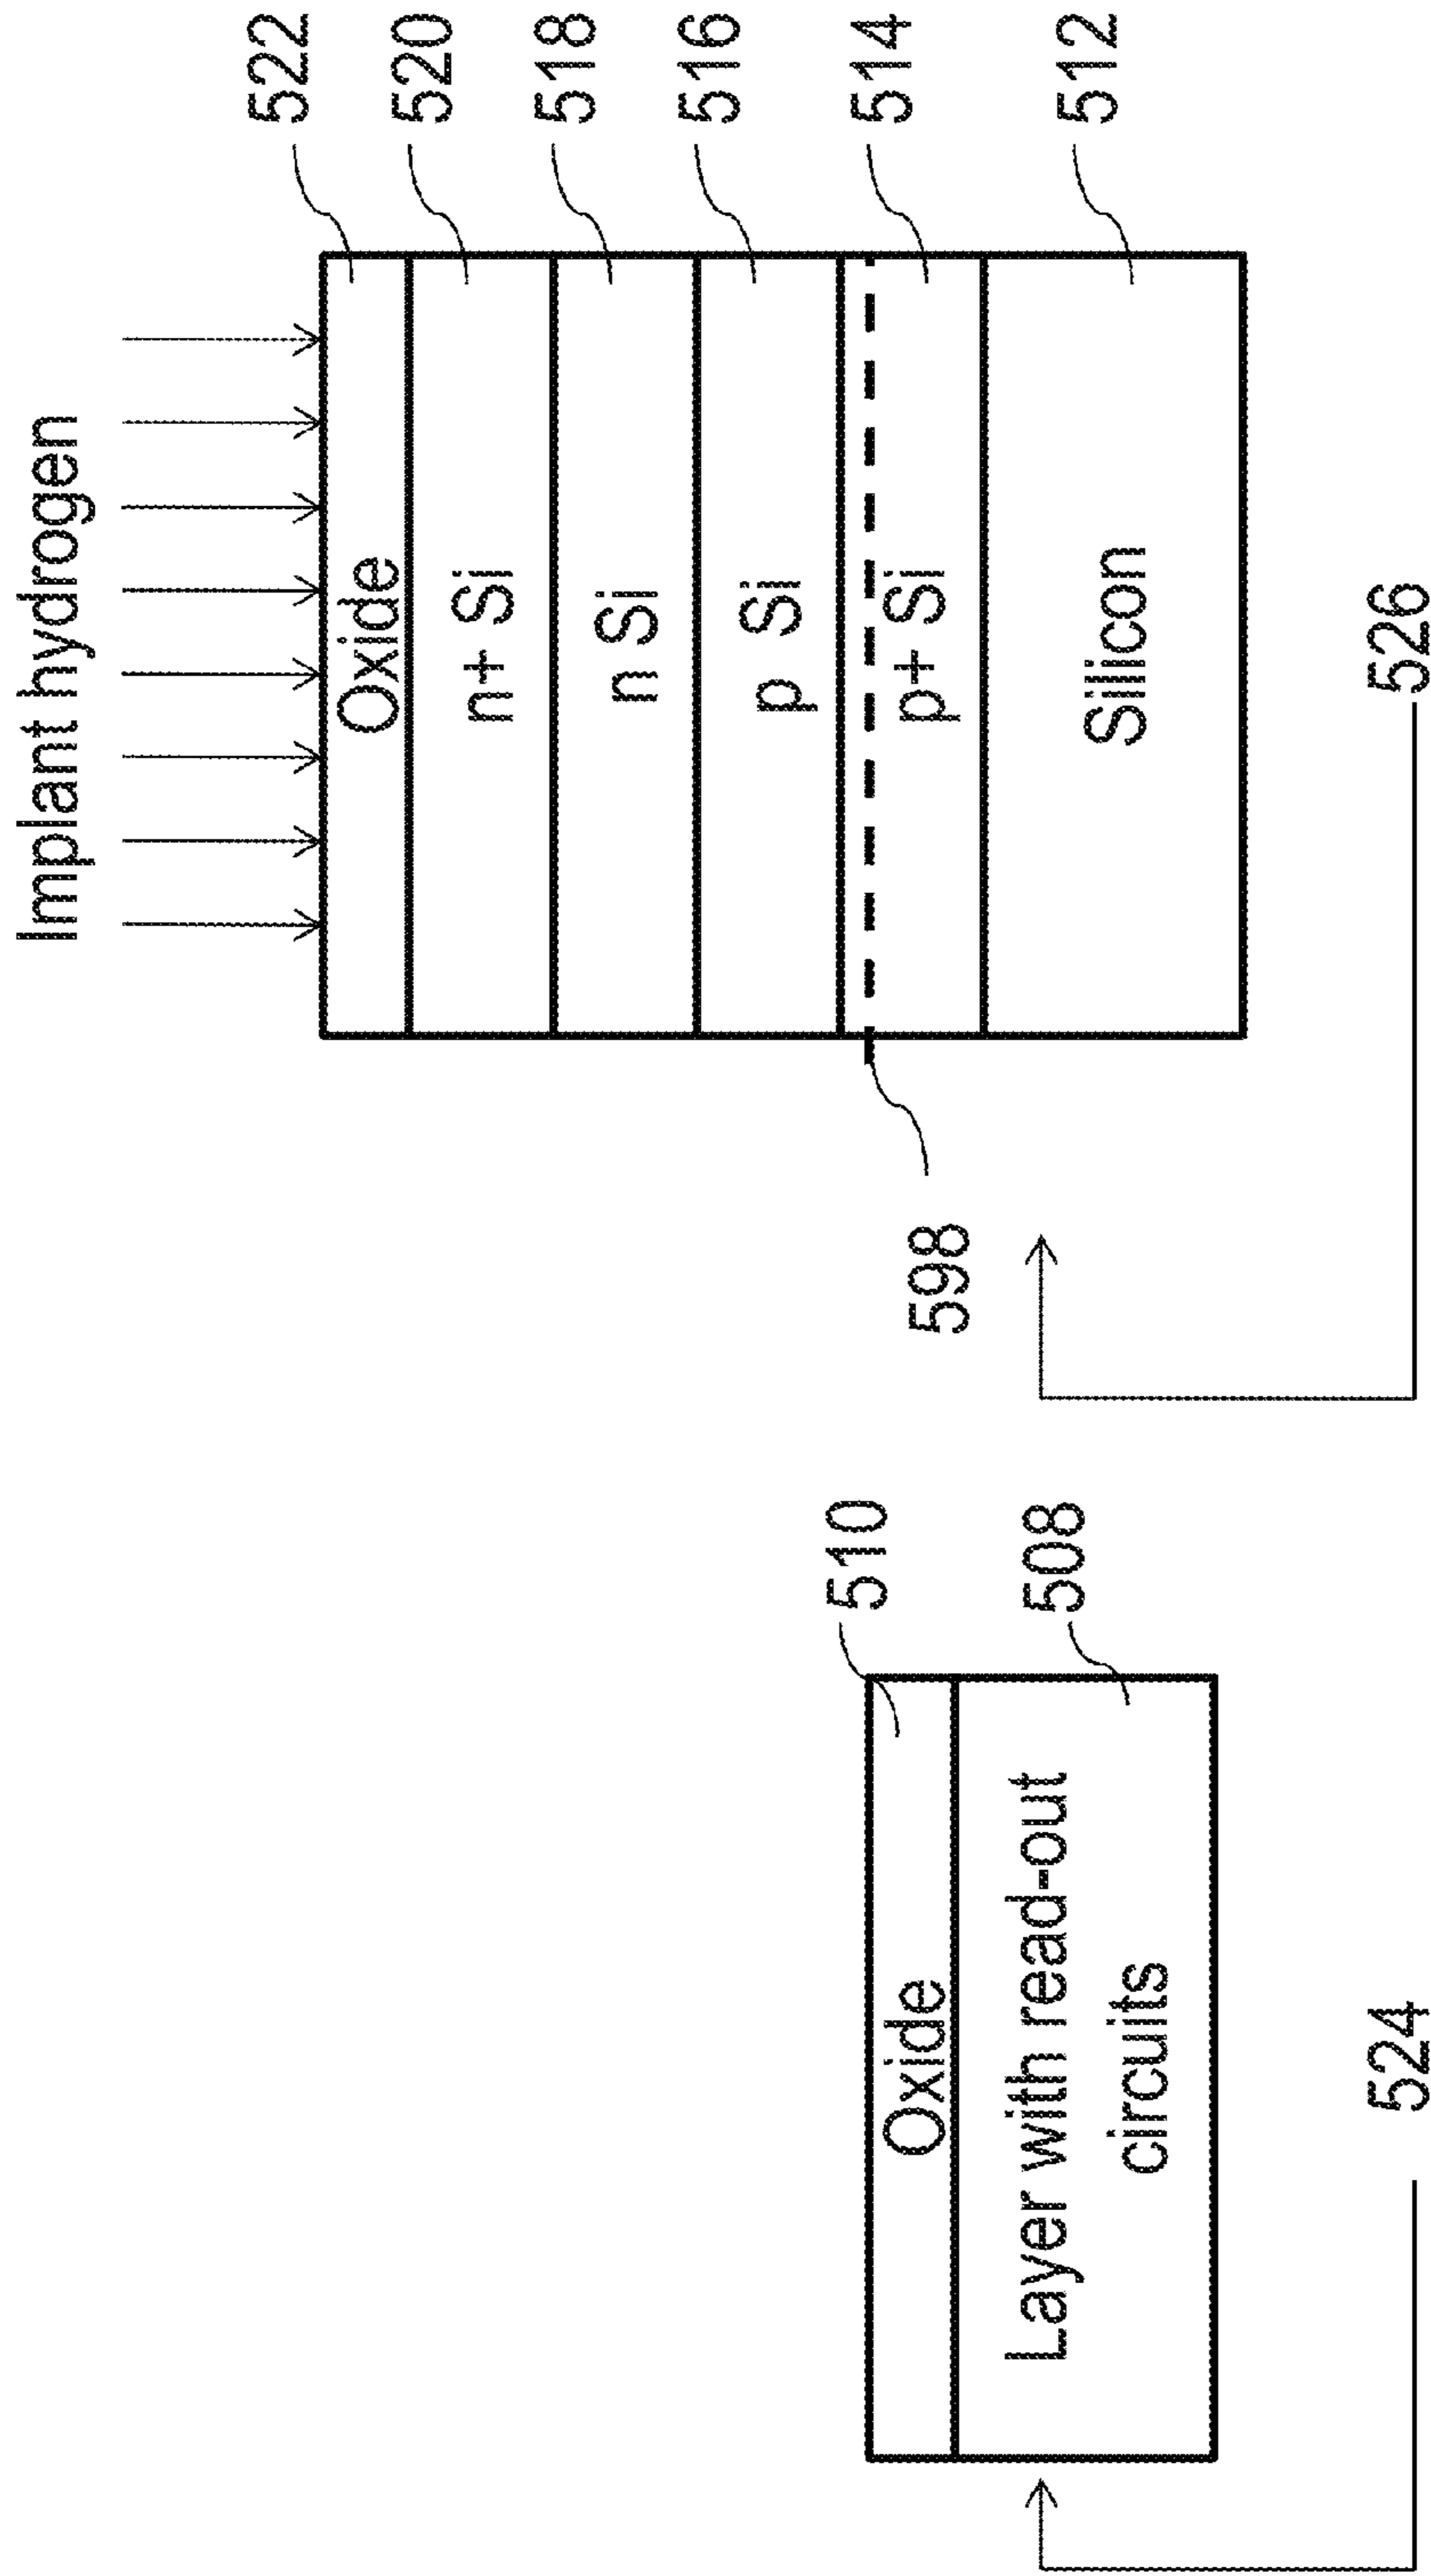 Implant hydrogen
Oxide
522
n+ Si
520
n Si
518
p Si
516
p+ Si
514
598
Silicon
512
526
Oxide
510
Layer with read-out
circuits
508
524